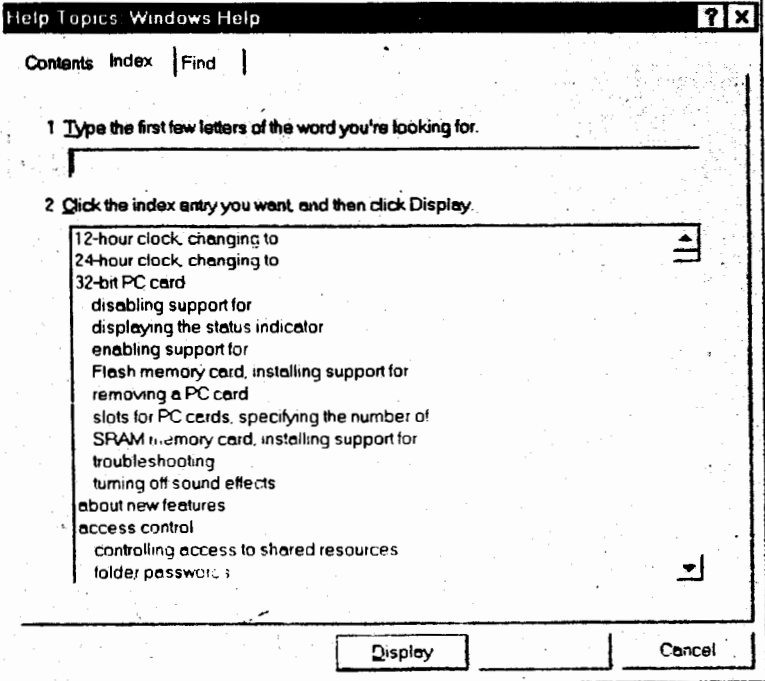 Help Topics: Windows Help
Contents Index Find
1 Type the first few letters of the word you're looking for.
2 Click the index entry you want, and then click Display.
12-hour clock, changing to
24-hour clock, changing to
32-bit PC card
disabling support for
displaying the status indicator
enabling support for
Flash memory card, installing support for
removing a PC card
slots for PC cards, specifying the number of
SRAM memory card, installing support for
troubleshooting
turning off sound effects
about new features
access control
controlling access to shared resources
folder passwords
Display Cancel